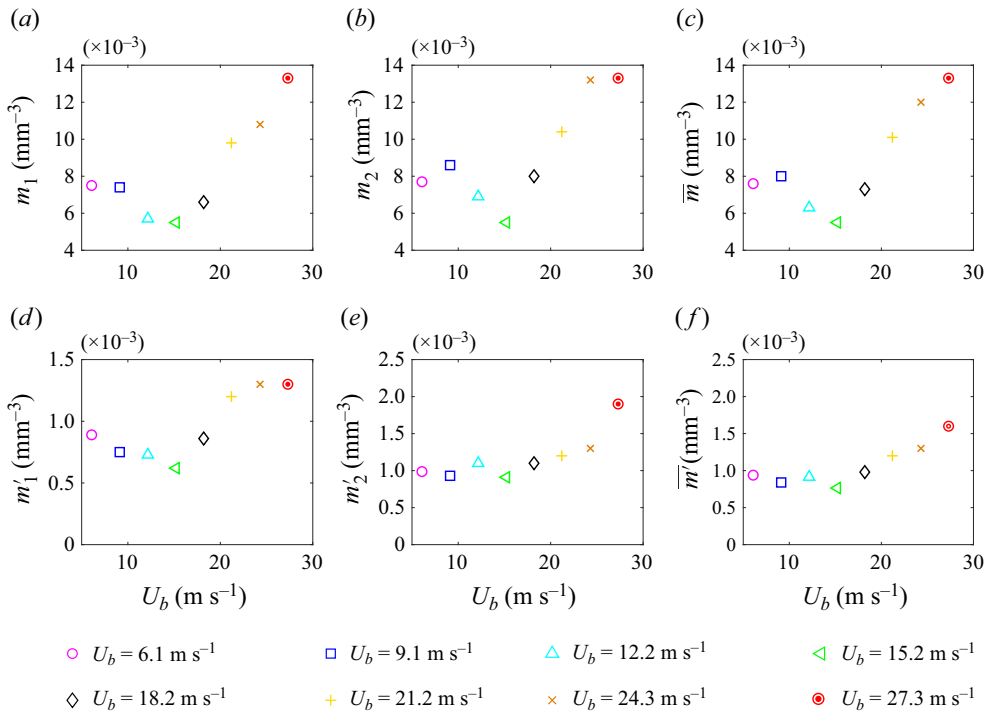 (a) (b) (c)
(×10⁻³) (×10⁻³) (×10⁻³)
14 14 14
12 12 12
10 10 10
8 8 8
6 6 6
4 4 4
m₁ (mm⁻³) m₂ (mm⁻³) m̅ (mm⁻³)
10 20 30 10 20 30 10 20 30
(d) (e) (f)
(×10⁻³) (×10⁻³) (×10⁻³)
1.5 2.5 2.5
2.0 2.0
1.0 1.5 1.5
1.0 1.0
0.5 0.5 0.5
0 0 0
m′₁ (mm⁻³) m′₂ (mm⁻³) m̅′(mm⁻³)
10 20 30 10 20 30 10 20 30
U_b (m s⁻¹) U_b (m s⁻¹) U_b (m s⁻¹)
U_b = 6.1 m s⁻¹ U_b = 9.1 m s⁻¹ U_b = 12.2 m s⁻¹ U_b = 15.2 m s⁻¹
U_b = 18.2 m s⁻¹ U_b = 21.2 m s⁻¹ U_b = 24.3 m s⁻¹ U_b = 27.3 m s⁻¹